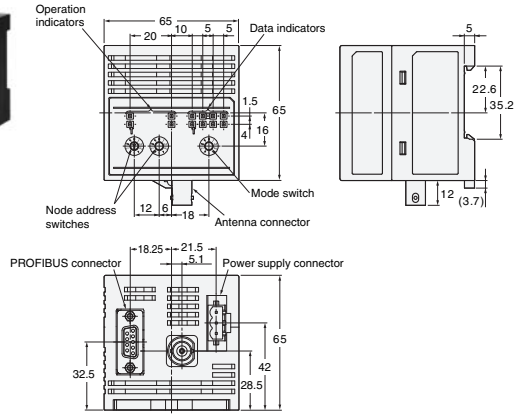 Operation
indicators
65
20
10
5
5
Data indicators
1.5
16
4
65
Mode switch
Node address
switches
12
6
18
Antenna connector
5
22.6
35.2
12
(3.7)
18.25
21.5
5.1
PROFIBUS connector
Power supply connector
32.5
28.5
42
65